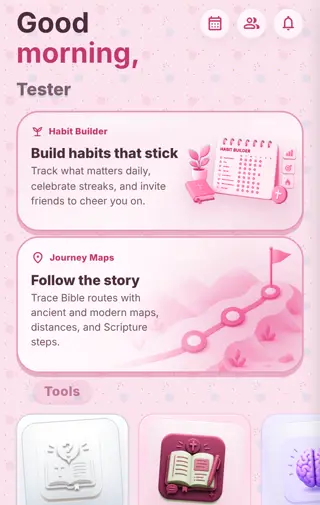 Good
morning,
Tester
Habit Builder
Build habits that stick
Track what matters daily,
celebrate streaks, and invite
friends to cheer you on.
HABIT BUILDER
Journey Maps
Follow the story
Trace Bible routes with
ancient and modern maps,
distances, and Scripture
steps.
Tools